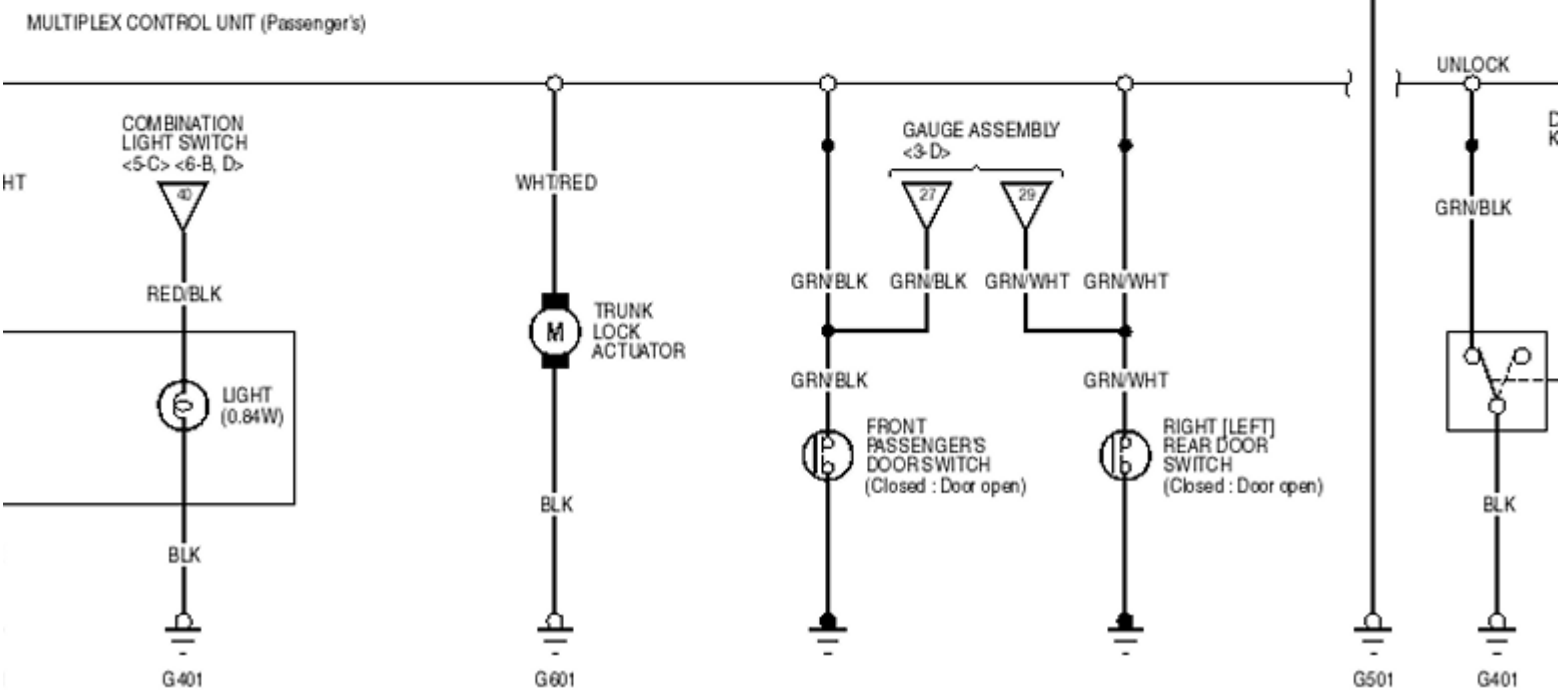 MULTIPLEX CONTROL UNIT (Passenger's)
UNLOCK
COMBINATION
LIGHT SWITCH
<5-C> <6-B, D>
GAUGE ASSEMBLY
<3-D>
D
K
HT
40
WHT/RED
27
29
GRN/BLK
RED/BLK
GRN/BLK
GRN/BLK
GRN/WHT
GRN/WHT
M
TRUNK
LOCK
ACTUATOR
LIGHT
(0.84W)
GRN/BLK
GRN/WHT
FRONT
PASSENGER'S
DOOR SWITCH
(Closed : Door open)
RIGHT [LEFT]
REAR DOOR
SWITCH
(Closed : Door open)
BLK
BLK
BLK
G401
G601
G501
G401